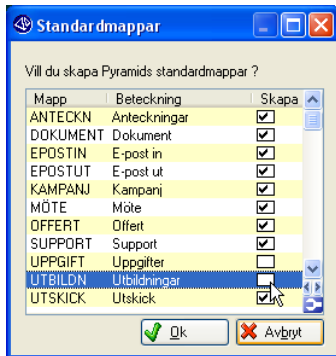 Standardmappar
Vill du skapa Pyramids standardmappar ?
Mapp Beteckning Skapa
ANTECKN Anteckningar
DOKUMENT Dokument
EPOSTIN E-post in
EPOSTUT E-post ut
KAMPANJ Kampanj
MÖTE Möte
OFFERT Offert
SUPPORT Support
UPPGIFT Uppgifter
UTBILDN Utbildningar
UTSKICK Utskick
Ok Avbryt